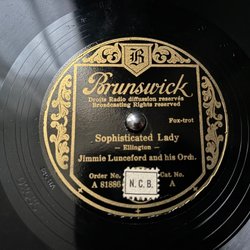 B
Brunswick
Droits Radio diffusion reservés
Broadcasting Rights reserved
Fox-trot
Sophisticated Lady
- Ellington -
Jimmie Lunceford and his Orch.
Order No. Cat. No.
A 81886 A
N.C.B.